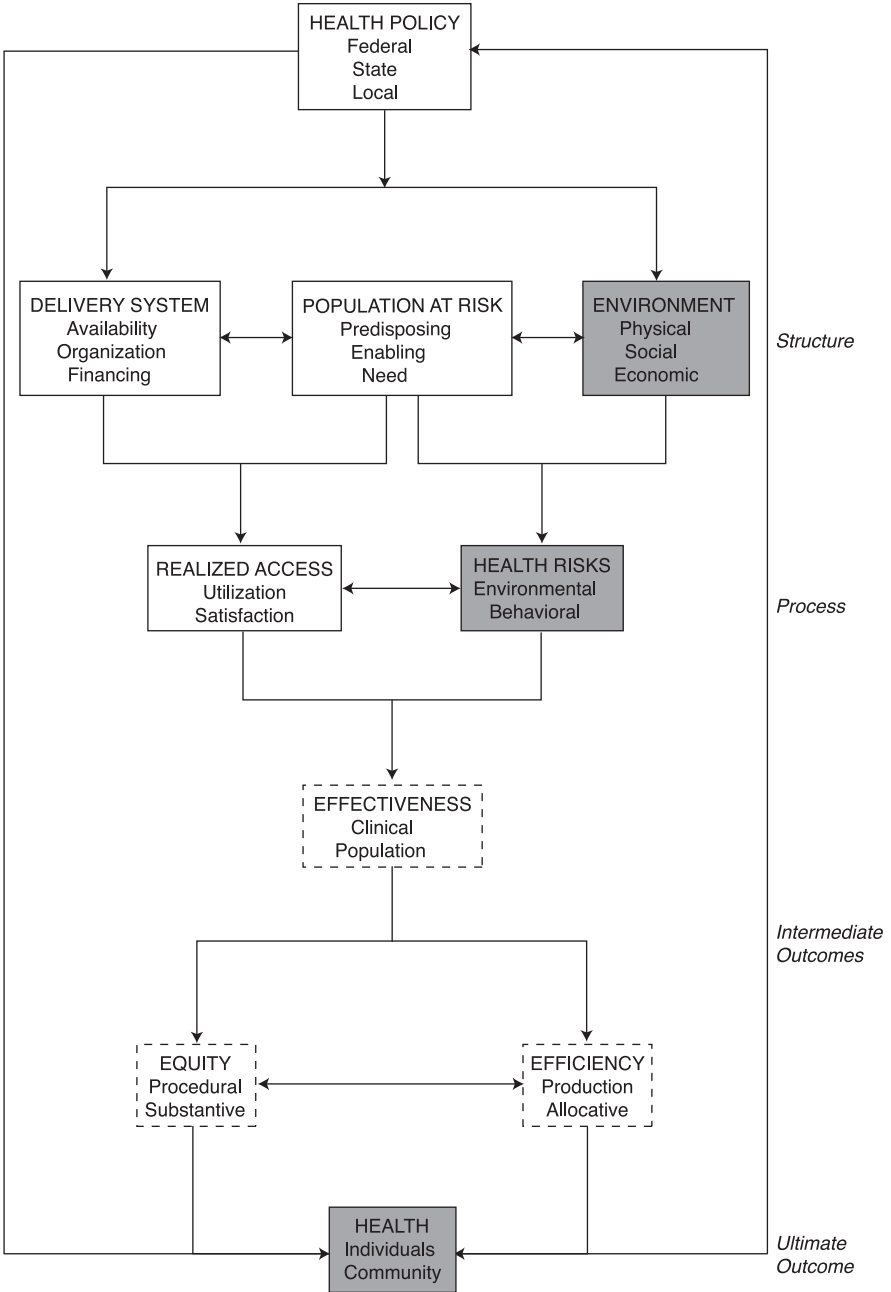 HEALTH POLICY
Federal
State
Local
DELIVERY SYSTEM
Availability
Organization
Financing
POPULATION AT RISK
Predisposing
Enabling
Need
ENVIRONMENT
Physical
Social
Economic
Structure
REALIZED ACCESS
Utilization
Satisfaction
HEALTH RISKS
Environmental
Behavioral
Process
EFFECTIVENESS
Clinical
Population
Intermediate
Outcomes
EQUITY
Procedural
Substantive
EFFICIENCY
Production
Allocative
HEALTH
Individuals
Community
Ultimate
Outcome